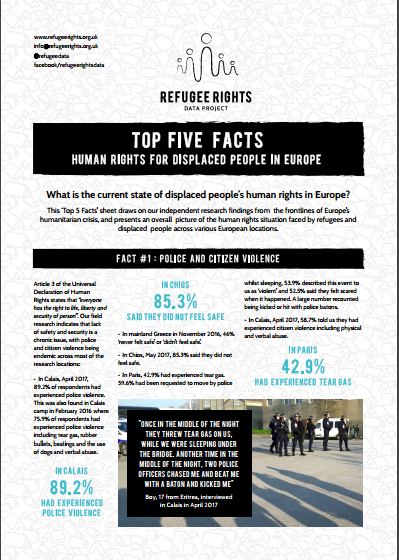 www.refugeerights.org.uk
info@refugeerights.org.uk
@refugeedata
facebook/refugeerightsdata
REFUGEE RIGHTS
DATA PROJECT
TOP FIVE FACTS
HUMAN RIGHTS FOR DISPLACED PEOPLE IN EUROPE
What is the current state of displaced people's human rights in Europe?
This 'Top 5 Facts' sheet draws on our independent research findings from the frontlines of Europe's
humanitarian crisis, and presents an overall picture of the human rights situation faced by refugees and
displaced people across various European locations.
FACT #1 : POLICE AND CITIZEN VIOLENCE
Article 3 of the Universal
Declaration of Human
Rights states that "everyone
has the right to life, liberty and
security of person". Our field
research indicates that lack
of safety and security is a
chronic issue, with police
and citizen violence being
endemic across most of the
research locations:
• In Calais, April 2017,
89.2% of respondents had
experienced police violence.
This was also found in Calais
camp in February 2016 where
75.9% of respondents had
experienced police violence
including tear gas, rubber
bullets, beatings and the use
of dogs and verbal abuse.
IN CALAIS
89.2%
HAD EXPERIENCED
POLICE VIOLENCE
IN CHIOS
85.3%
SAID THEY DID NOT FEEL SAFE
• In mainland Greece in November 2016, 46%
'never felt safe' or 'didn't feel safe'.
• In Chios, May 2017, 85.3% said they did not
feel safe.
• In Paris, 42.9% had experienced tear gas.
59.6% had been requested to move by police
whilst sleeping, 53.9% described this event to
us as 'violent' and 52.5% said they felt scared
when it happened. A large number recounted
being kicked or hit with police batons.
• In Calais, April 2017, 58.7% told us they had
experienced citizen violence including physical
and verbal abuse.
IN PARIS
42.9%
HAD EXPERIENCED TEAR GAS
"ONCE IN THE MIDDLE OF THE NIGHT
THEY THREW TEAR GAS ON US,
WHILE WE WERE SLEEPING UNDER
THE BRIDGE. ANOTHER TIME IN THE
MIDDLE OF THE NIGHT, TWO POLICE
OFFICERS CHASED ME AND BEAT ME
WITH A BATON AND KICKED ME"
Boy, 17 from Eritrea, interviewed
in Calais in April 2017